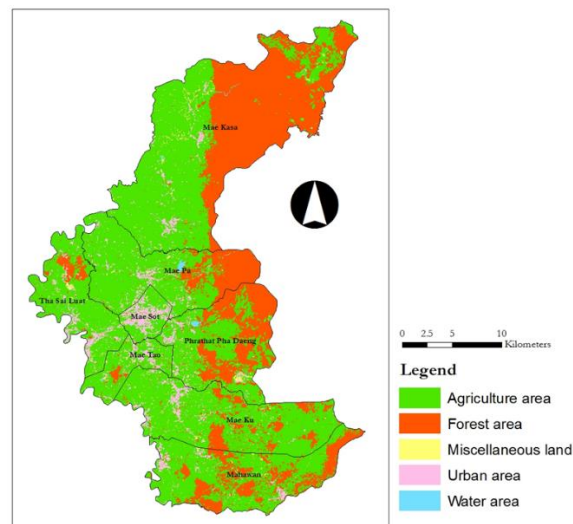 Mae Kasa
Mae Pa
Tha Sai Luat
Mae Sot
Phrathat Pha Daeng
Mae Tao
Mae Ku
Mahawan
0 2.5 5 10
Kilometers
Legend
Agriculture area
Forest area
Miscellaneous land
Urban area
Water area